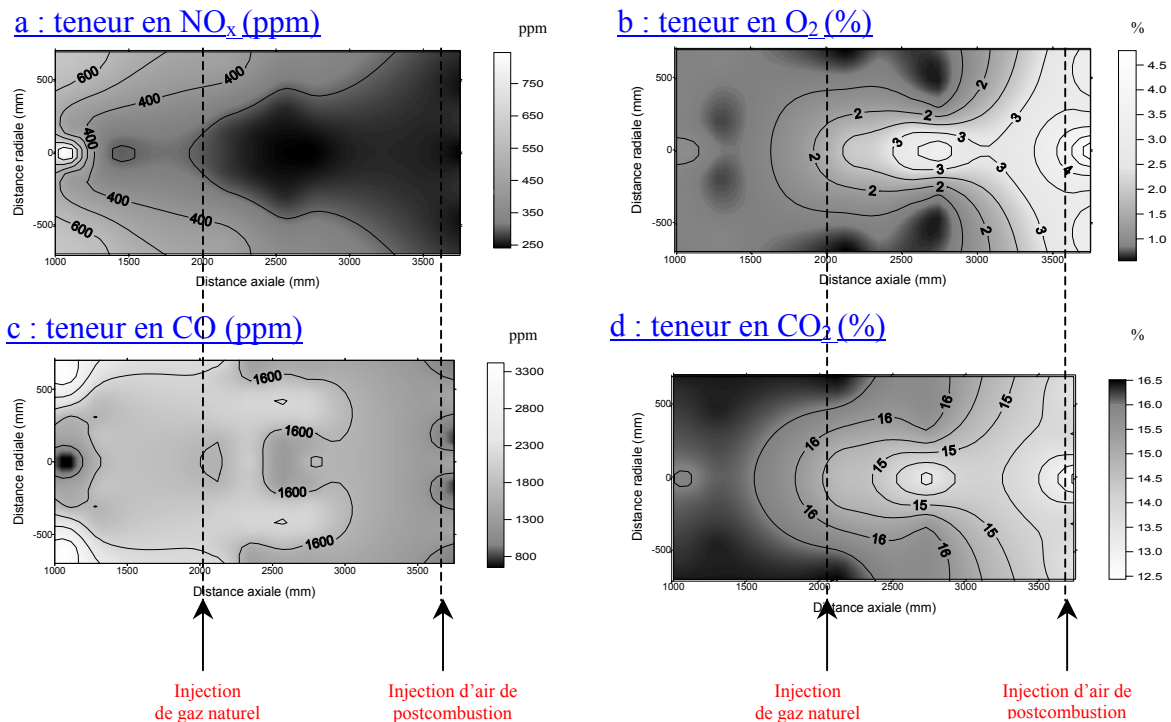 a : teneur en NOx (ppm)
ppm
500
0
-500
Distance radiale (mm)
600
400
400
400
400
400
600
750
650
550
450
350
250
1000 1500 2000 2500 3000 3500
Distance axiale (mm)
b : teneur en O2 (%)
%
500
0
-500
Distance radiale (mm)
2
2
2
2
3
3
3
3
4
2
2
2
3
4.5
4.0
3.5
3.0
2.5
2.0
1.5
1.0
1000 1500 2000 2500 3000 3500
Distance axiale (mm)
c : teneur en CO (ppm)
ppm
500
0
-500
Distance radiale (mm)
1600
1600
1600
1600
3300
2800
2300
1800
1300
800
1000 1500 2000 2500 3000 3500
Distance axiale (mm)
d : teneur en CO2 (%)
%
500
0
-500
Distance radiale (mm)
16
16
15
15
16
16
15
15
16.5
16.0
15.5
15.0
14.5
14.0
13.5
13.0
12.5
1000 1500 2000 2500 3000 3500
Distance axiale (mm)
Injection
de gaz naturel
Injection d'air de
postcombustion
Injection
de gaz naturel
Injection d'air de
postcombustion